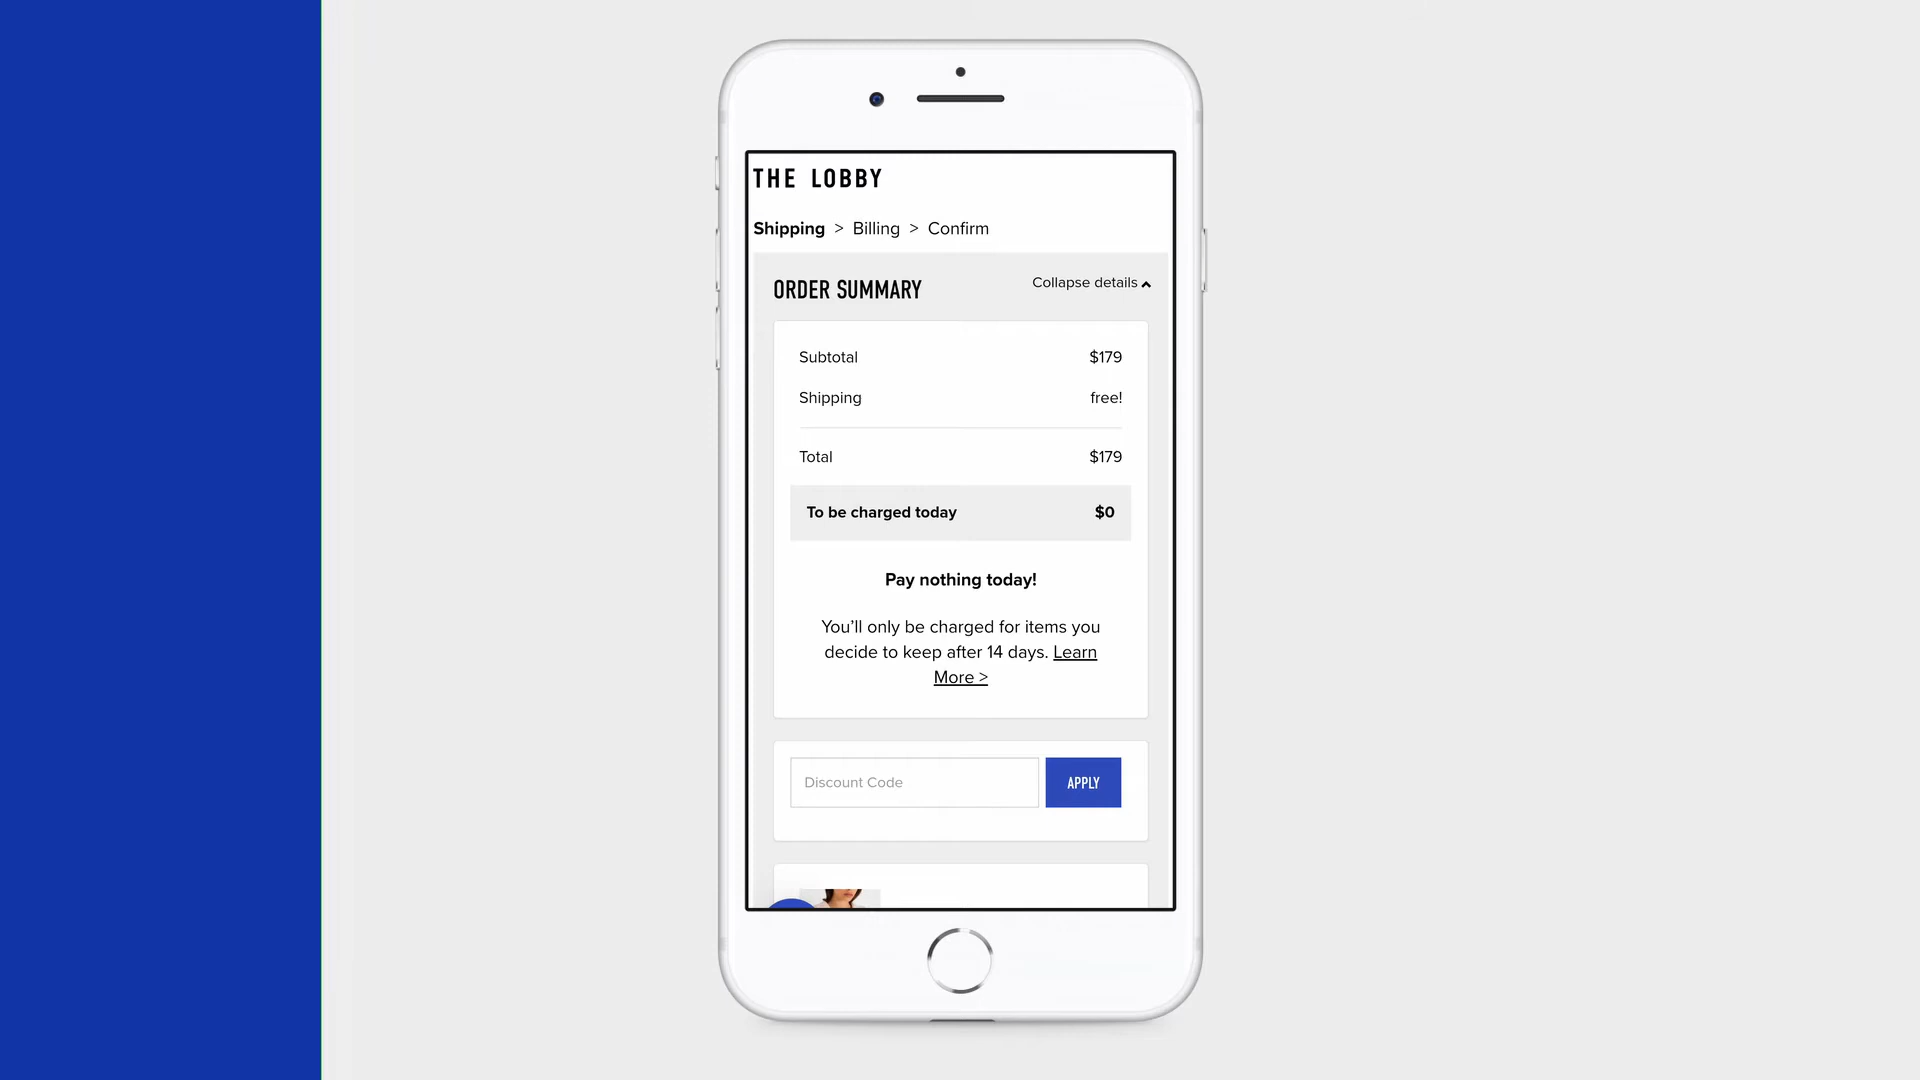 THE LOBBY
Shipping > Billing > Confirm
ORDER SUMMARY
Collapse details
Subtotal $179
Shipping free!
Total $179
To be charged today $0
Pay nothing today!
You’ll only be charged for items you
decide to keep after 14 days. Learn
More >
Discount Code
APPLY